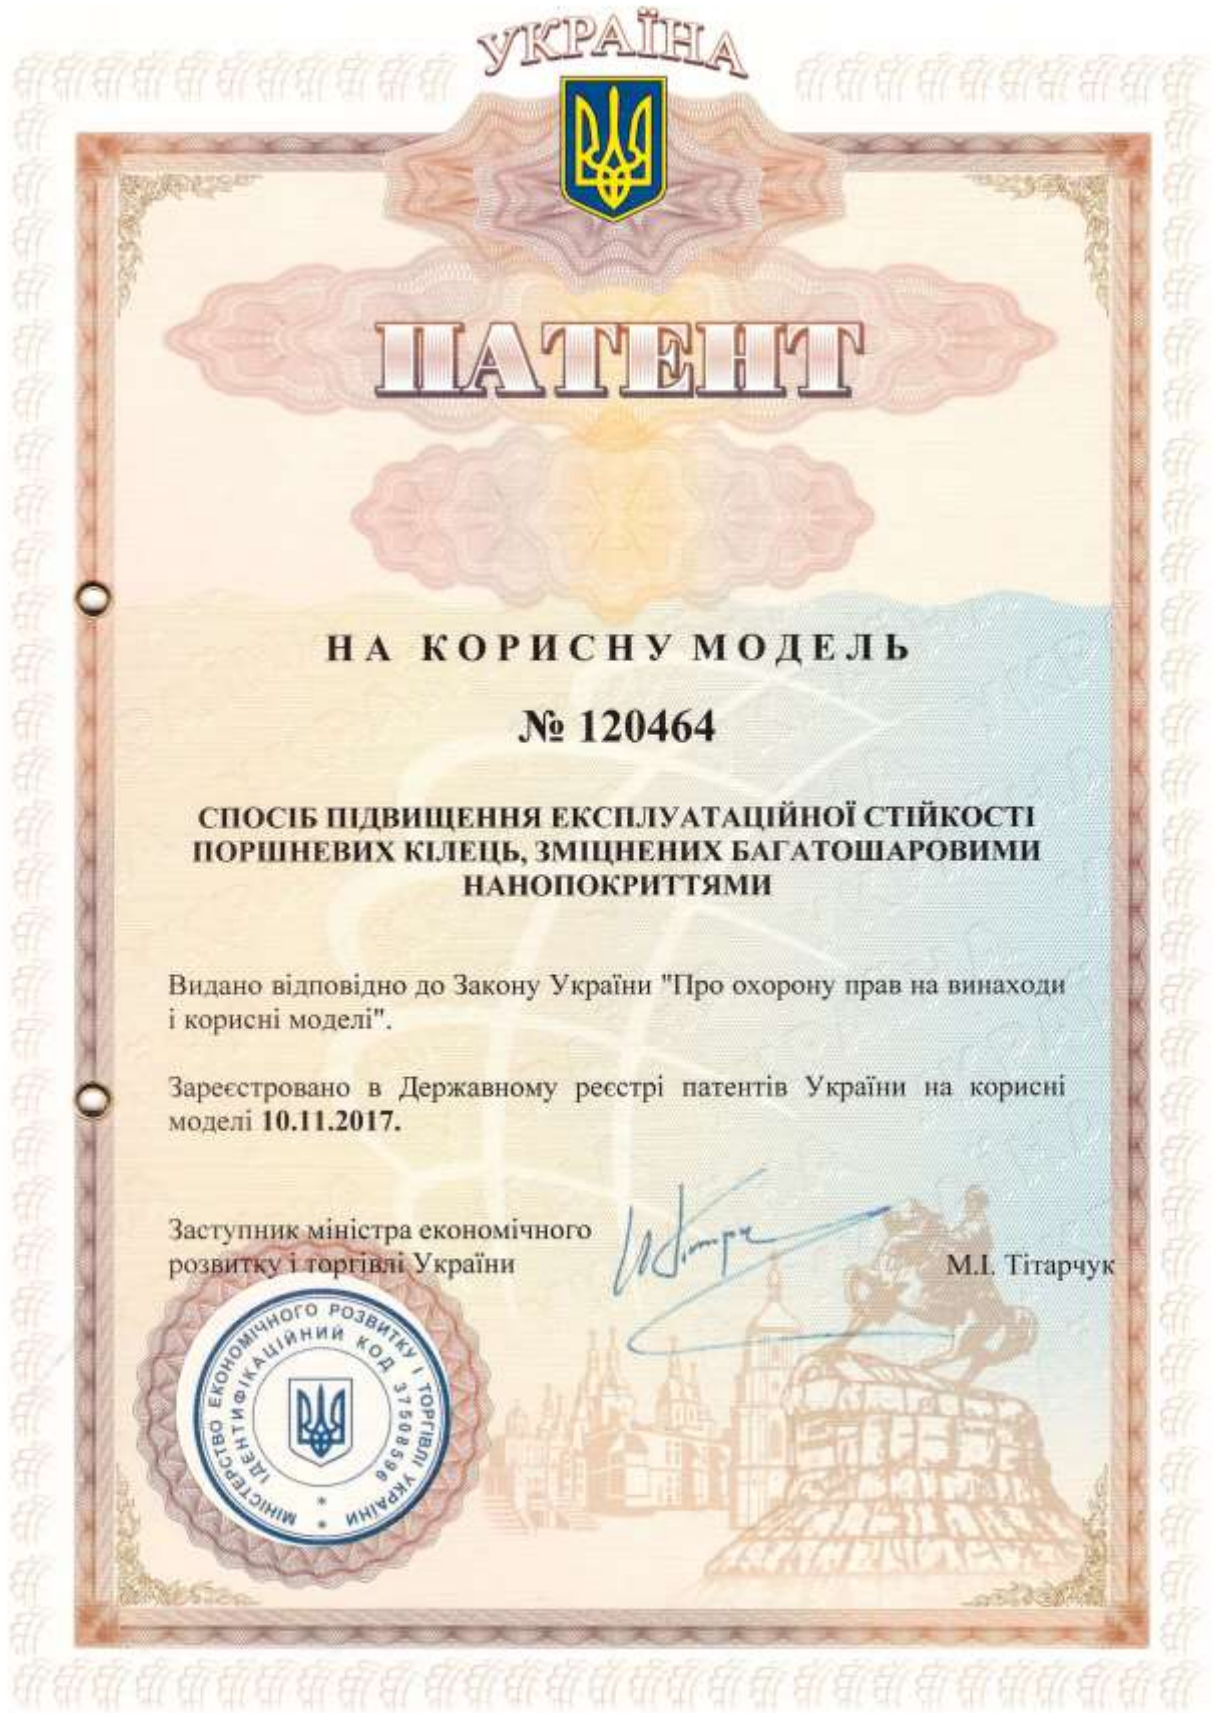 УКРАЇНА
ПАТЕНТ
НА КОРИСНУ МОДЕЛЬ
№ 120464
СПОСІБ ПІДВИЩЕННЯ ЕКСПЛУАТАЦІЙНОЇ СТІЙКОСТІ
ПОРШНЕВИХ КІЛЕЦЬ, ЗМІЦНЕНИХ БАГАТОШАРОВИМИ
НАНОПОКРИТТЯМИ
Видано відповідно до Закону України "Про охорону прав на винаходи
і корисні моделі".
Зареєстровано в Державному реєстрі патентів України на корисні
моделі 10.11.2017.
Заступник міністра економічного
розвитку і торгівлі України
М.І. Тітарчук
МІНІСТЕРСТВО ЕКОНОМІЧНОГО РОЗВИТКУ І ТОРГІВЛІ УКРАЇНИ *
ІДЕНТИФІКАЦІЙНИЙ КОД 37508596 *